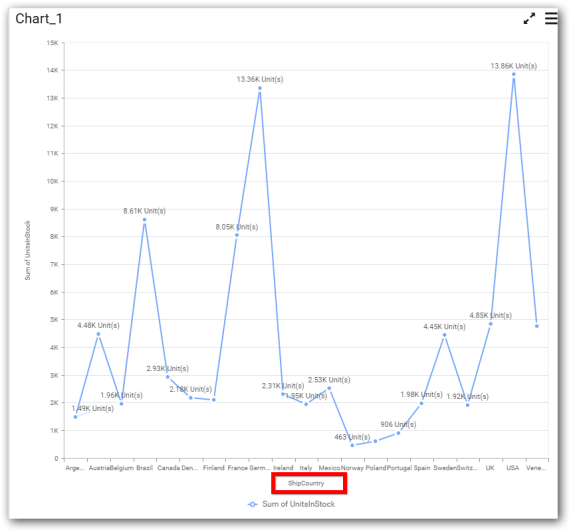 Chart_1
15K
14K
13K
12K
11K
10K
9K
8K
7K
6K
5K
4K
3K
2K
1K
0
Sum of UnitsInStock
13.86K Unit(s)
13.36K Unit(s)
8.61K Unit(s)
8.05K Unit(s)
4.48K Unit(s)
4.85K Unit(s)
4.45K Unit(s)
2.93K Unit(s)
2.18K Unit(s)
2.31K Unit(s)
2.53K Unit(s)
1.96K Unit(s)
1.95K Unit(s)
1.98K Unit(s)
1.92K Unit(s)
1.49K Unit(s)
906 Unit(s)
463 Unit(s)
Arge... Austria Belgium Brazil Canada Den... Finland France Germ... Ireland Italy Mexico Norway Poland Portugal Spain Sweden Switz... UK USA Vene...
ShipCountry
Sum of UnitsInStock